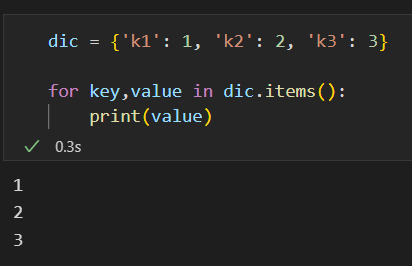 dic = {'k1': 1, 'k2': 2, 'k3': 3}
for key,value in dic.items():
print(value)
0.3s
1
2
3